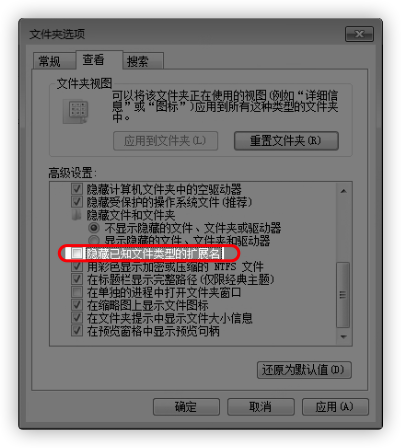 文件夹选项
常规 查看 搜索
文件夹视图
可以将该文件夹正在使用的视图(例如“详细信
息”或“图标”)应用到所有这种类型的文件夹
中。
应用到文件夹(L) 重置文件夹(R)
高级设置:
隐藏计算机文件夹中的空驱动器
隐藏受保护的操作系统文件(推荐)
隐藏文件和文件夹
不显示隐藏的文件、文件夹或驱动器
显示隐藏的文件、文件夹和驱动器
隐藏已知文件类型的扩展名
用彩色显示加密或压缩的 NTFS 文件
在标题栏显示完整路径(仅限经典主题)
在单独的进程中打开文件夹窗口
在缩略图上显示文件图标
在文件夹提示中显示文件大小信息
在预览窗格中显示预览句柄
还原为默认值(D)
确定 取消 应用(A)